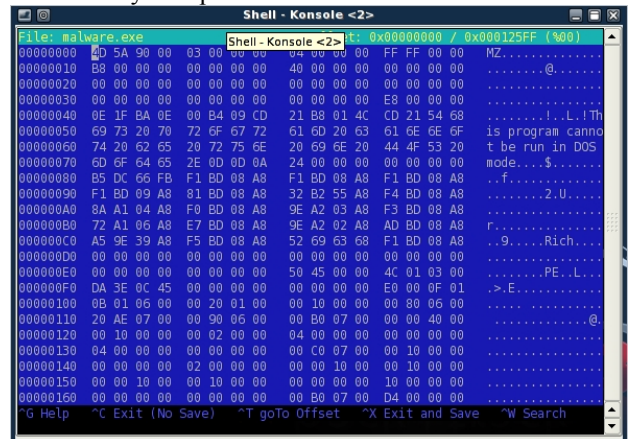 Shell - Konsole <2>
File: malware.exe
Shell - Konsole <2>
et: 0x00000000 / 0x000125FF (%00)
00000000 4D 5A 90 00 03 00 00 00 04 00 00 00 FF FF 00 00 MZ..............
00000010 B8 00 00 00 00 00 00 00 40 00 00 00 00 00 00 00 ........@.......
00000020 00 00 00 00 00 00 00 00 00 00 00 00 00 00 00 00 ................
00000030 00 00 00 00 00 00 00 00 00 00 00 00 E8 00 00 00 ................
00000040 0E 1F BA 0E 00 B4 09 CD 21 B8 01 4C CD 21 54 68 ........!..L.!Th
00000050 69 73 20 70 72 6F 67 72 61 6D 20 63 61 6E 6E 6F is program canno
00000060 74 20 62 65 20 72 75 6E 20 69 6E 20 44 4F 53 20 t be run in DOS
00000070 6D 6F 64 65 2E 0D 0D 0A 24 00 00 00 00 00 00 00 mode....$.......
00000080 B5 DC 66 FB F1 BD 08 A8 F1 BD 08 A8 F1 BD 08 A8 ..f.............
00000090 F1 BD 09 A8 81 BD 08 A8 32 B2 55 A8 F4 BD 08 A8 ........2.U.....
000000A0 8A A1 04 A8 F0 BD 08 A8 9E A2 03 A8 F3 BD 08 A8 ................
000000B0 72 A1 06 A8 E7 BD 08 A8 9E A2 02 A8 AD BD 08 A8 r...............
000000C0 A5 9E 39 A8 F5 BD 08 A8 52 69 63 68 F1 BD 08 A8 ..9.....Rich....
000000D0 00 00 00 00 00 00 00 00 00 00 00 00 00 00 00 00 ................
000000E0 00 00 00 00 00 00 00 00 50 45 00 00 4C 01 03 00 ........PE..L...
000000F0 DA 3E 0C 45 00 00 00 00 00 00 00 00 E0 00 0F 01 .>.E............
00000100 0B 01 06 00 00 20 01 00 00 10 00 00 00 80 06 00 ..... ..........
00000110 20 AE 07 00 00 90 06 00 00 B0 07 00 00 00 40 00 ..............@.
00000120 00 10 00 00 00 02 00 00 04 00 00 00 00 00 00 00 ................
00000130 04 00 00 00 00 00 00 00 00 C0 07 00 00 10 00 00 ................
00000140 00 00 00 00 02 00 00 00 00 00 10 00 00 10 00 00 ................
00000150 00 00 10 00 00 10 00 00 00 00 00 00 10 00 00 00 ................
00000160 00 00 00 00 00 00 00 00 00 B0 07 00 D4 00 00 00 ................
^G Help ^C Exit (No Save) ^T goTo Offset ^X Exit and Save ^W Search